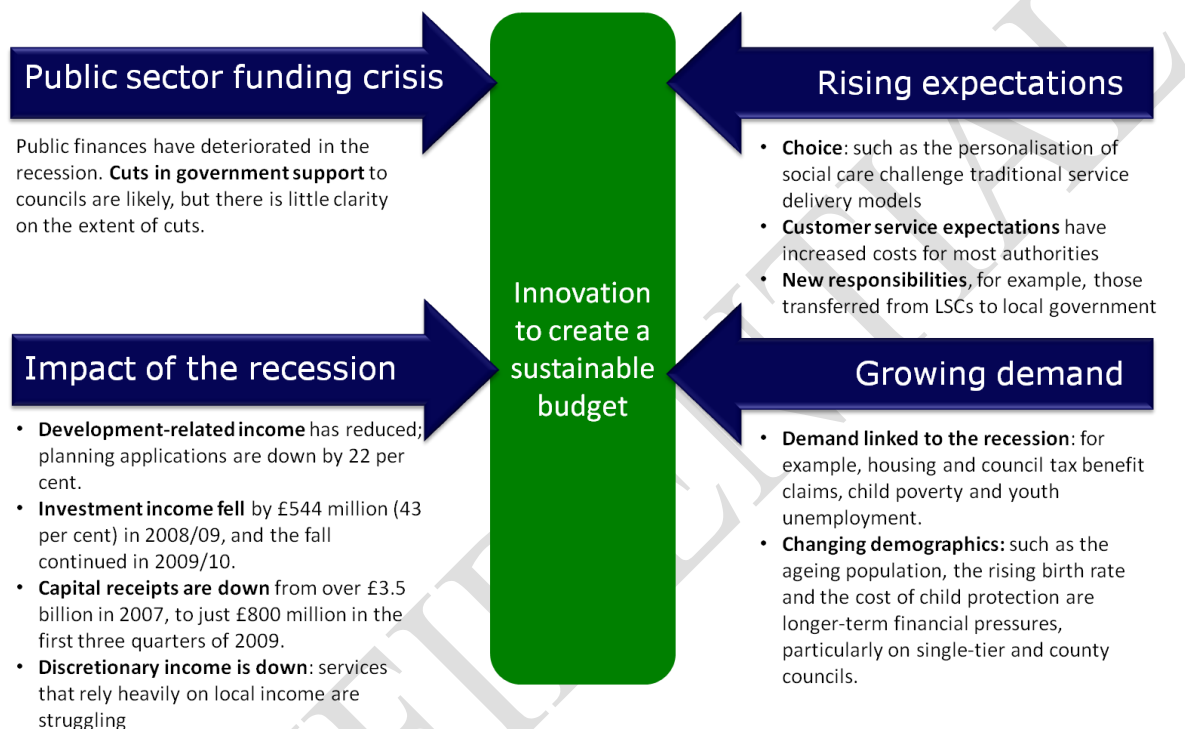 Public sector funding crisis
Public finances have deteriorated in the
recession. Cuts in government support to
councils are likely, but there is little clarity
on the extent of cuts.
Impact of the recession
• Development-related income has reduced;
planning applications are down by 22 per
cent.
• Investment income fell by £544 million (43
per cent) in 2008/09, and the fall
continued in 2009/10.
• Capital receipts are down from over £3.5
billion in 2007, to just £800 million in the
first three quarters of 2009.
• Discretionary income is down: services
that rely heavily on local income are
struggling
Innovation
to create a
sustainable
budget
Rising expectations
• Choice: such as the personalisation of
social care challenge traditional service
delivery models
• Customer service expectations have
increased costs for most authorities
• New responsibilities, for example, those
transferred from LSCs to local government
Growing demand
• Demand linked to the recession: for
example, housing and council tax benefit
claims, child poverty and youth
unemployment.
• Changing demographics: such as the
ageing population, the rising birth rate
and the cost of child protection are
longer-term financial pressures,
particularly on single-tier and county
councils.